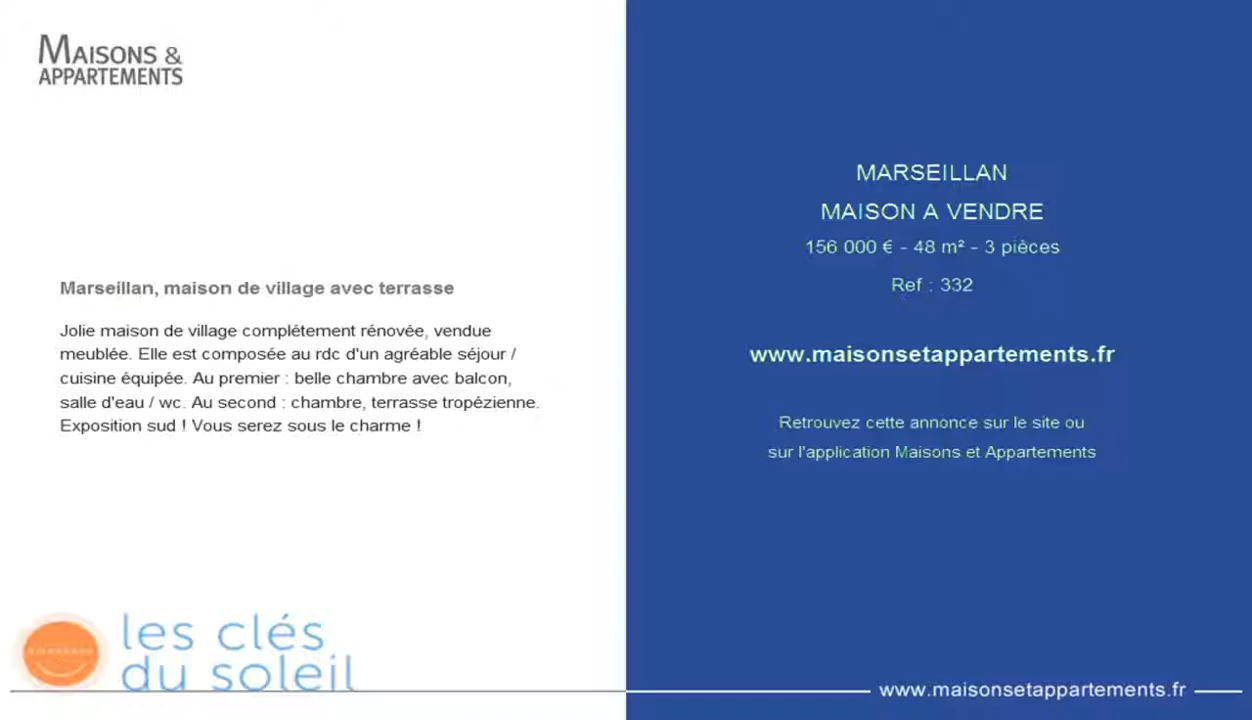 MAISONS &
APPARTEMENTS
Marseillan, maison de village avec terrasse
Jolie maison de village complétement rénovée, vendue
meublée. Elle est composée au rdc d'un agréable séjour /
cuisine équipée. Au premier : belle chambre avec balcon,
salle d'eau / wc. Au second : chambre, terrasse tropézienne.
Exposition sud ! Vous serez sous le charme !
les clés
du soleil
MARSEILLAN
MAISON A VENDRE
156 000 € - 48 m² - 3 pièces
Ref : 332
www.maisonsetappartements.fr
Retrouvez cette annonce sur le site ou
sur l'application Maisons et Appartements
www.maisonsetappartements.fr